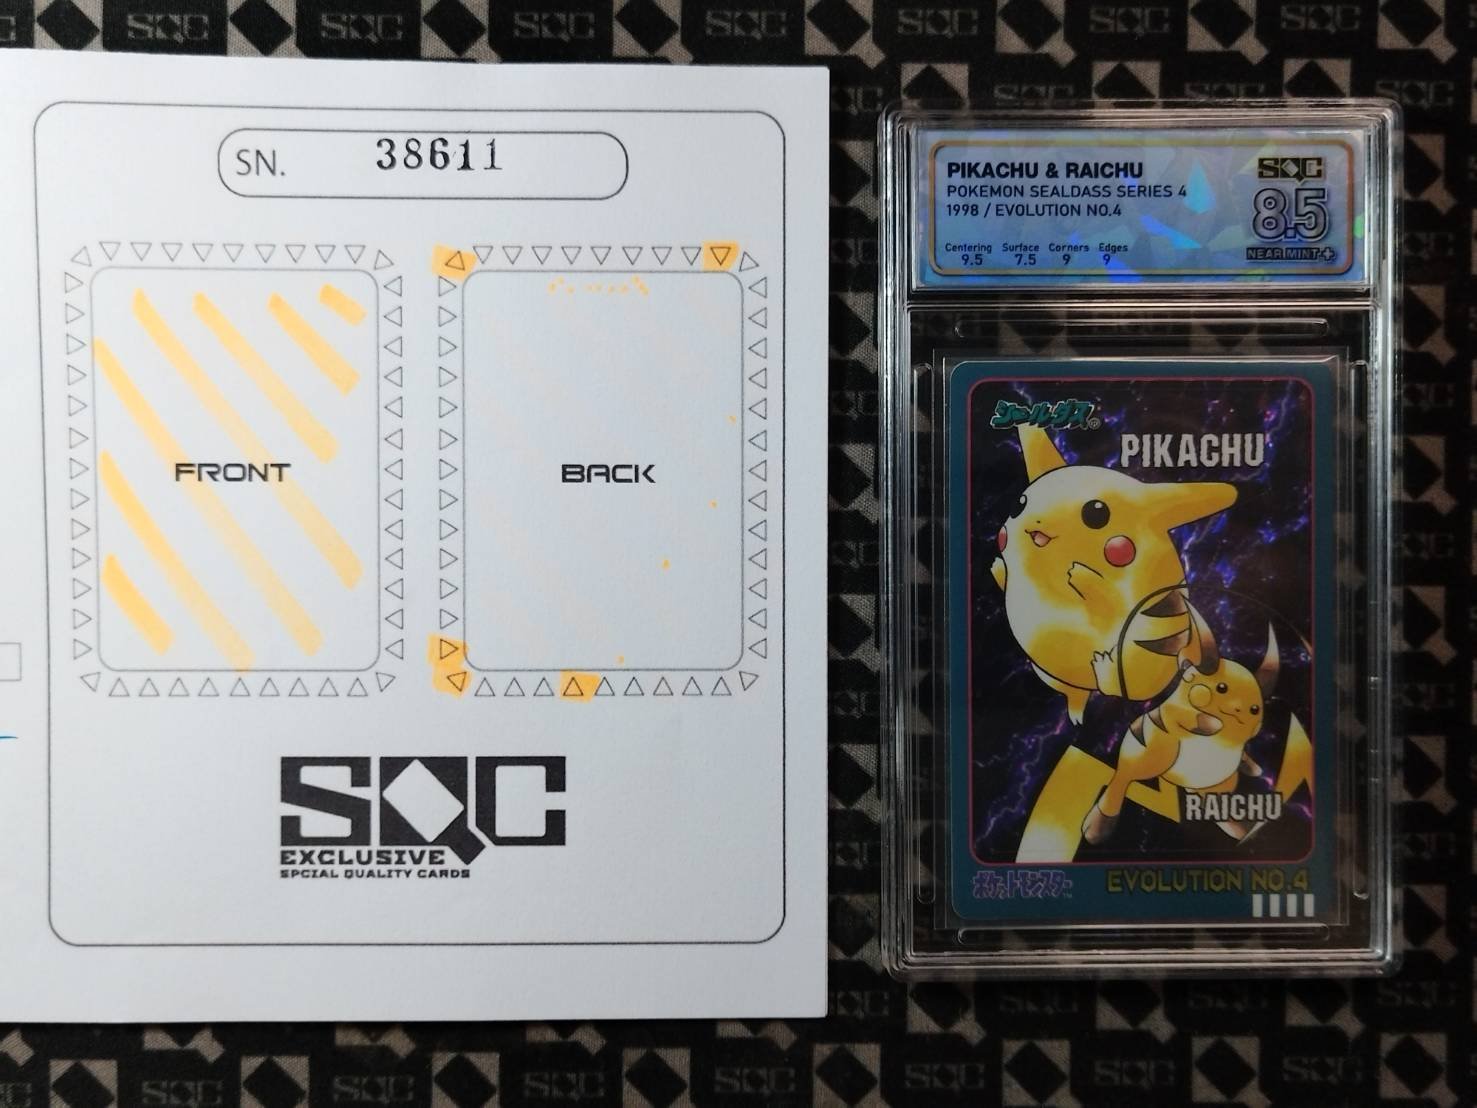 SN. 38611
FRONT
BACK
SQC
EXCLUSIVE
SPCIAL QUALITY CARDS
PIKACHU & RAICHU
POKEMON SEALDASS SERIES 4
1998 / EVOLUTION NO.4
Centering Surface Corners Edges
9.5 7.5 9 9
SQC
8.5
NEAR MINT+
シールダス®
PIKACHU
RAICHU
ポケットモンスター™
EVOLUTION NO.4